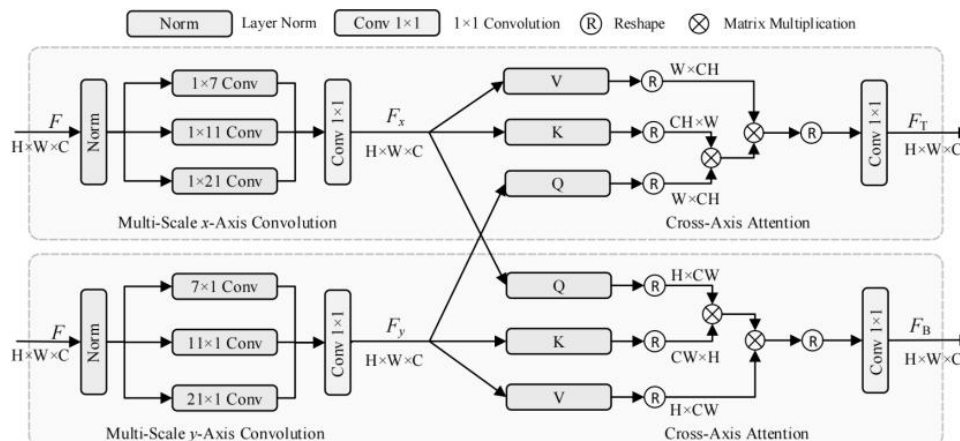 Norm Layer Norm Conv 1×1 1×1 Convolution R Reshape Matrix Multiplication
F
H×W×C
Norm
1×7 Conv
1×11 Conv
1×21 Conv
Conv 1×1
Fx
H×W×C
V
K
Q
R
R
R
W×CH
CH×W
W×CH
R
Conv 1×1
FT
H×W×C
Multi-Scale x-Axis Convolution
Cross-Axis Attention
F
H×W×C
Norm
7×1 Conv
11×1 Conv
21×1 Conv
Conv 1×1
Fy
H×W×C
Q
K
V
R
R
R
H×CW
CW×H
H×CW
R
Conv 1×1
FB
H×W×C
Multi-Scale y-Axis Convolution
Cross-Axis Attention